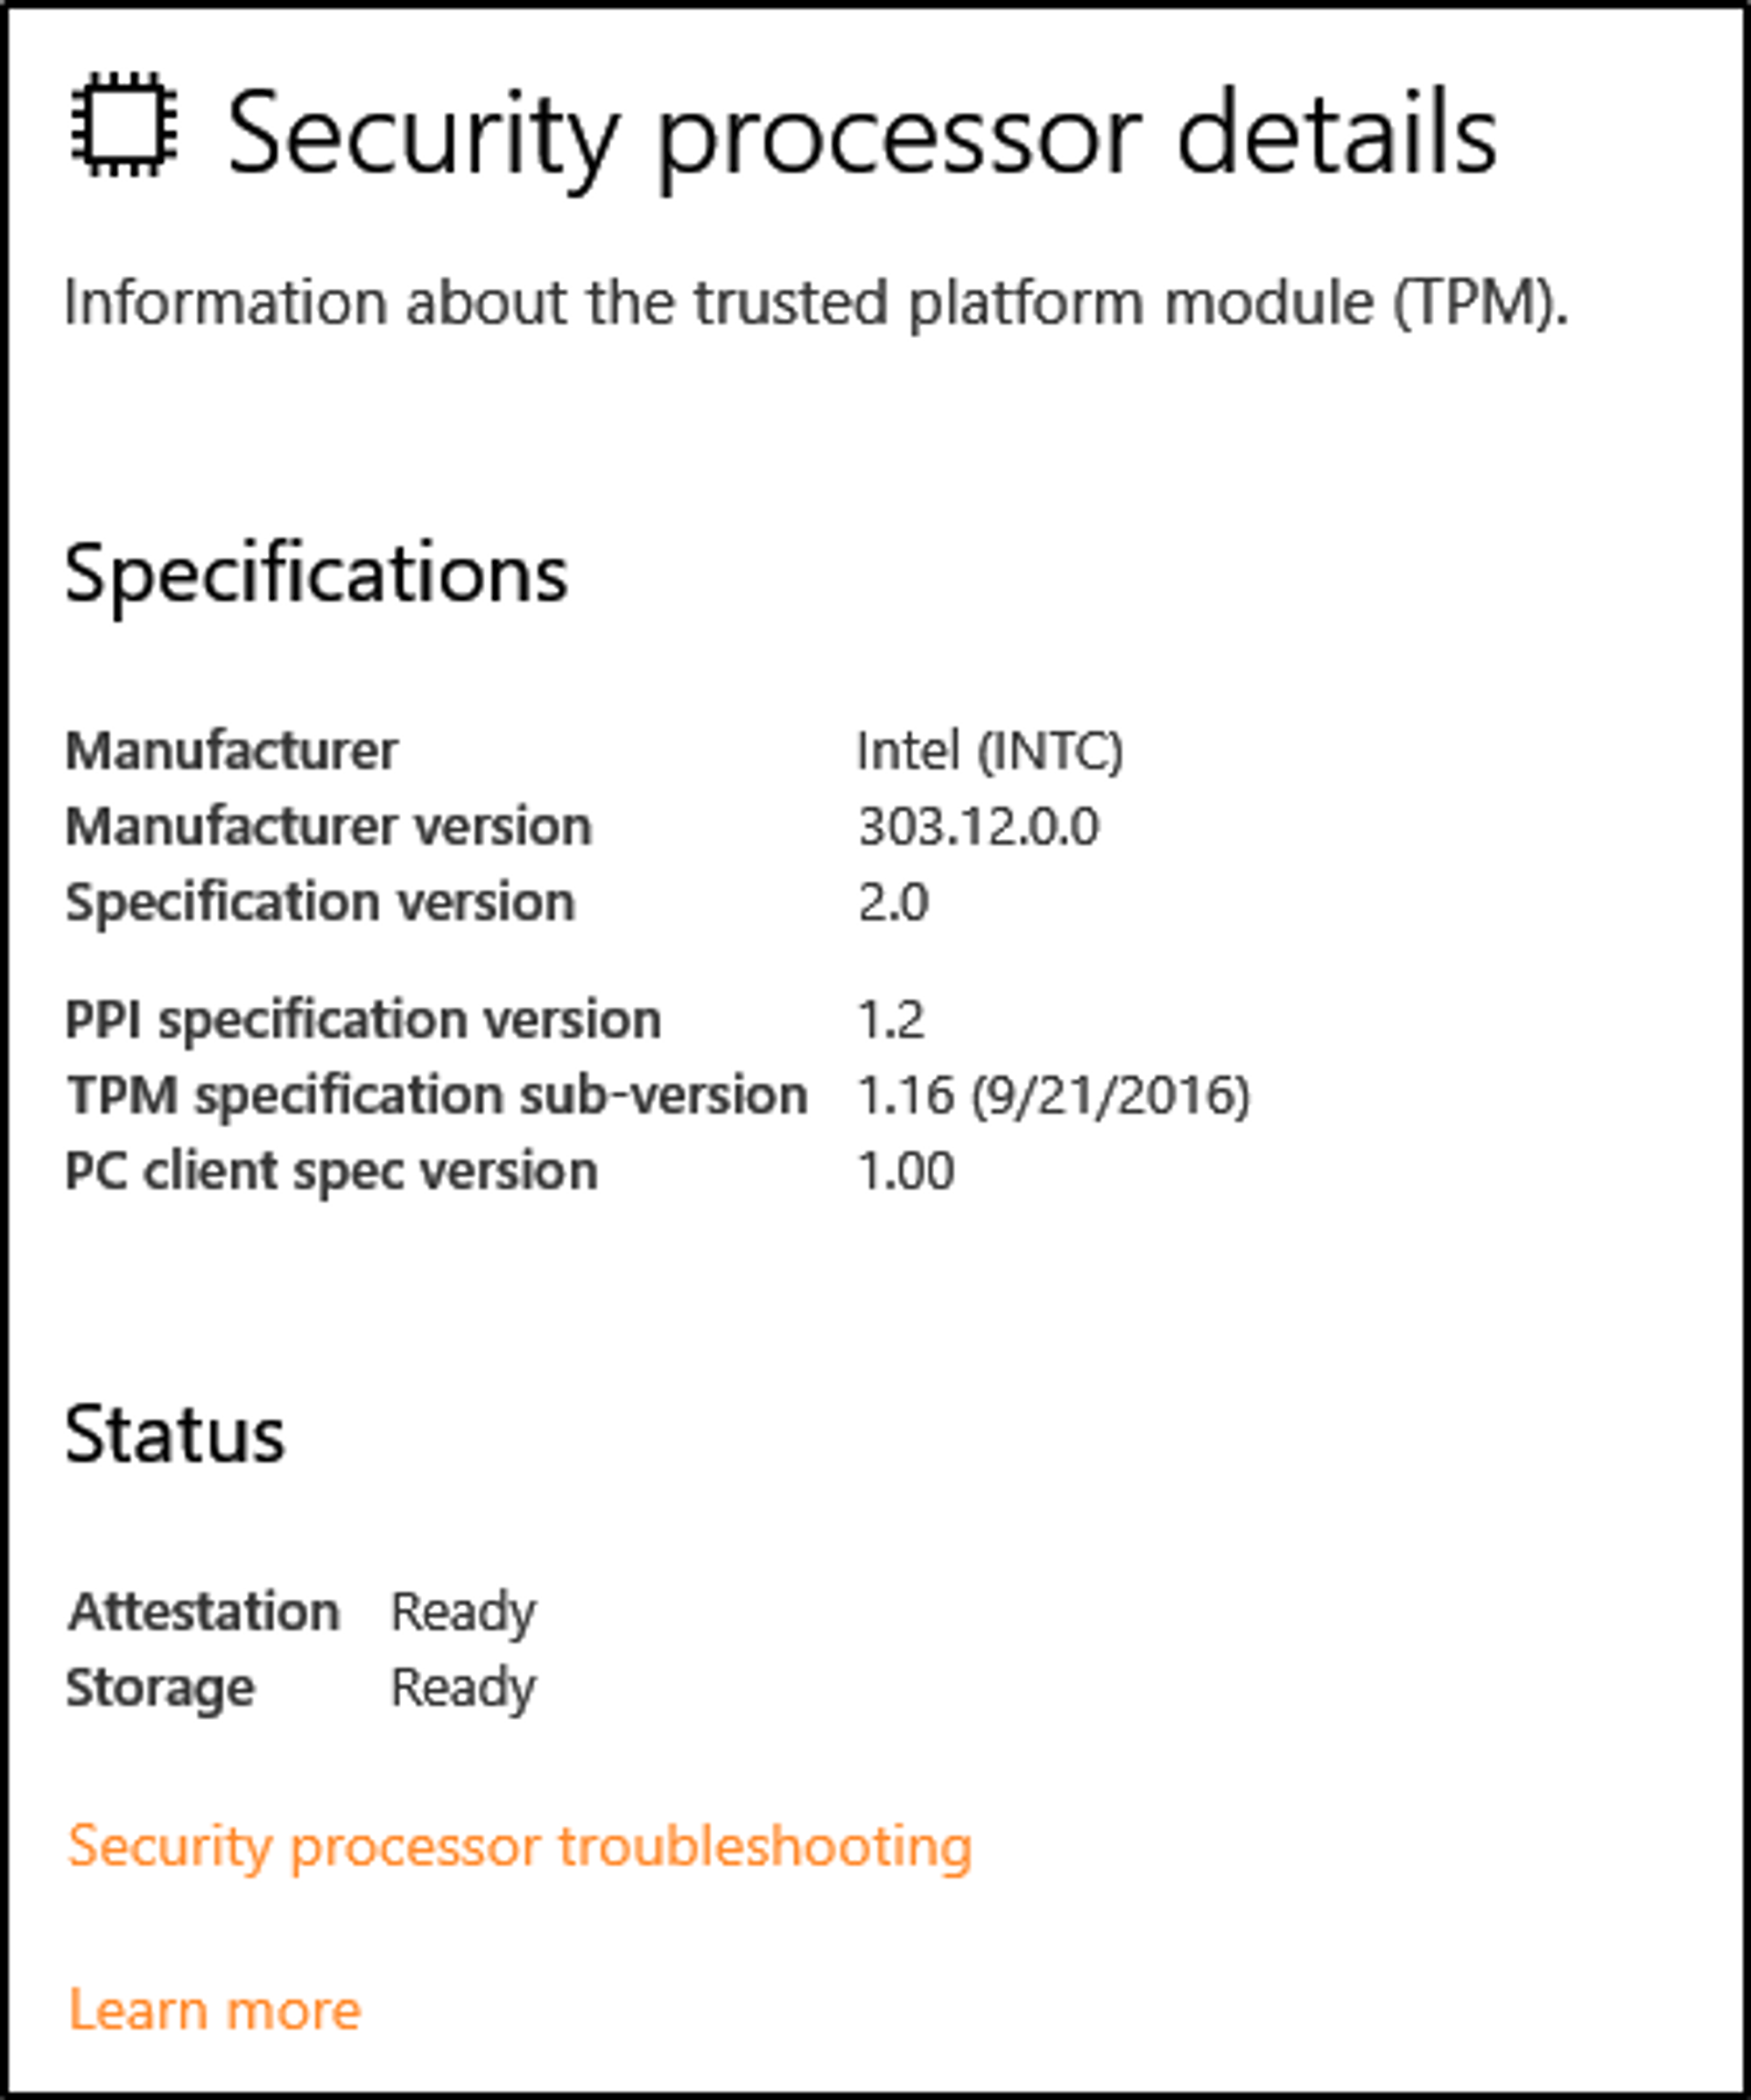 Security processor details
Information about the trusted platform module (TPM).
Specifications
Manufacturer Intel (INTC)
Manufacturer version 303.12.0.0
Specification version 2.0
PPI specification version 1.2
TPM specification sub-version 1.16 (9/21/2016)
PC client spec version 1.00
Status
Attestation Ready
Storage Ready
Security processor troubleshooting
Learn more